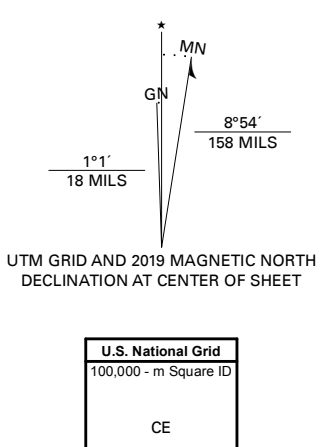 ★
MN
GN
8°54´
158 MILS
1°1´
18 MILS
UTM GRID AND 2019 MAGNETIC NORTH
DECLINATION AT CENTER OF SHEET
U.S. National Grid
100,000 - m Square ID
CE